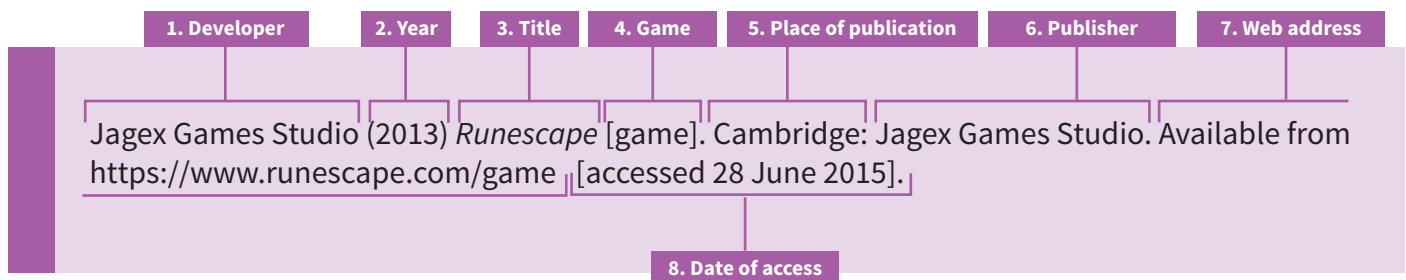 1. Developer 2. Year 3. Title 4. Game 5. Place of publication 6. Publisher 7. Web address
Jagex Games Studio (2013) Runescape [game]. Cambridge: Jagex Games Studio. Available from
https://www.runescape.com/game [accessed 28 June 2015].
8. Date of access